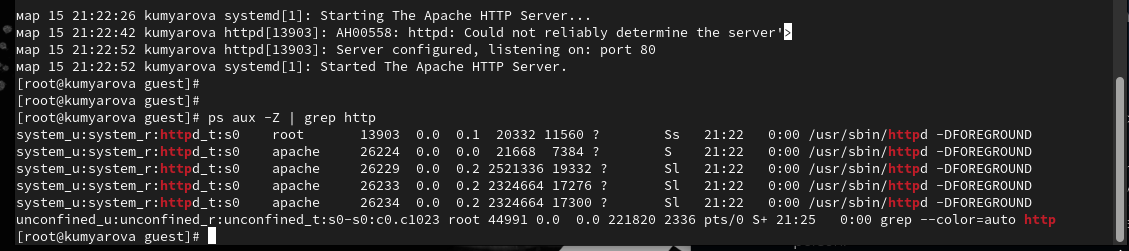 мар 15 21:22:26 kumyarova systemd[1]: Starting The Apache HTTP Server...
мар 15 21:22:42 kumyarova httpd[13903]: AH00558: httpd: Could not reliably determine the server'>
мар 15 21:22:52 kumyarova httpd[13903]: Server configured, listening on: port 80
мар 15 21:22:52 kumyarova systemd[1]: Started The Apache HTTP Server.
[root@kumyarova guest]#
[root@kumyarova guest]#
[root@kumyarova guest]# ps aux -Z | grep http
system_u:system_r:httpd_t:s0    root     13903  0.0  0.1  20332 11560 ?        Ss   21:22   0:00 /usr/sbin/httpd -DFOREGROUND
system_u:system_r:httpd_t:s0    apache   26224  0.0  0.0  21668  7384 ?        S    21:22   0:00 /usr/sbin/httpd -DFOREGROUND
system_u:system_r:httpd_t:s0    apache   26229  0.0  0.2 2521336 19332 ?       Sl   21:22   0:00 /usr/sbin/httpd -DFOREGROUND
system_u:system_r:httpd_t:s0    apache   26233  0.0  0.2 2324664 17276 ?       Sl   21:22   0:00 /usr/sbin/httpd -DFOREGROUND
system_u:system_r:httpd_t:s0    apache   26234  0.0  0.2 2324664 17300 ?       Sl   21:22   0:00 /usr/sbin/httpd -DFOREGROUND
unconfined_u:unconfined_r:unconfined_t:s0-s0:c0.c1023 root 44991 0.0  0.0 221820 2336 pts/0 S+ 21:25   0:00 grep --color=auto http
[root@kumyarova guest]#